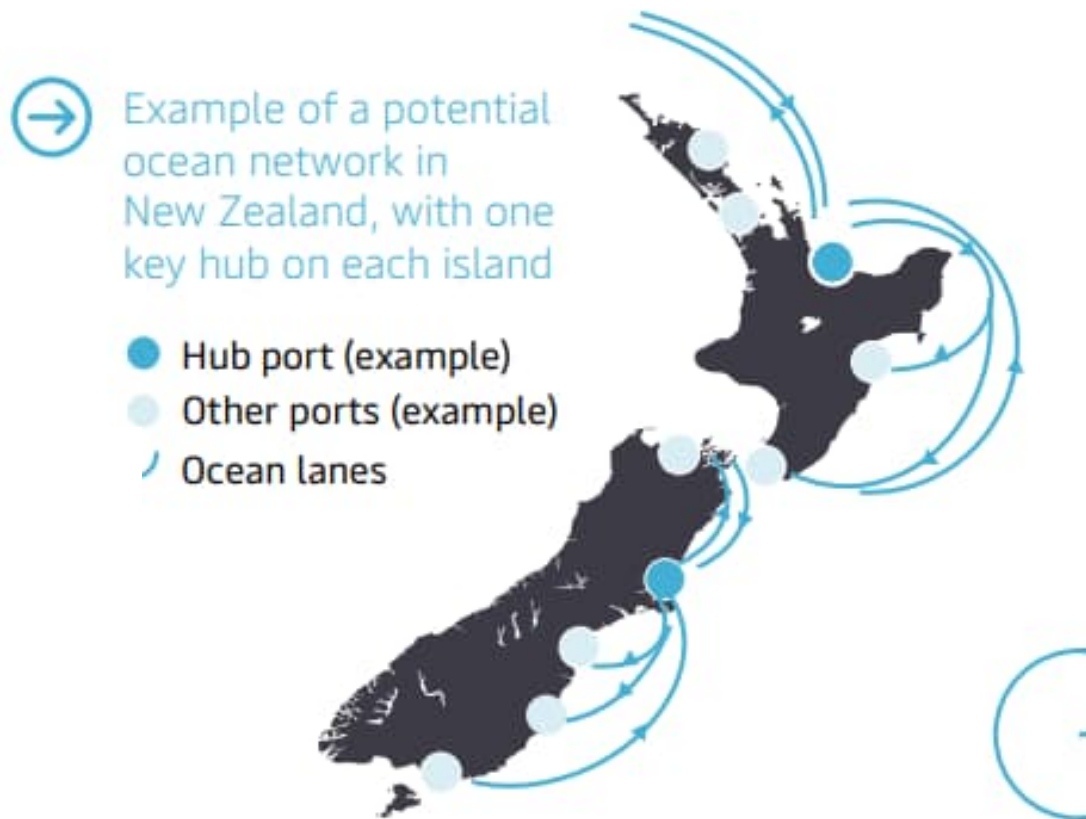 Example of a potential
ocean network in
New Zealand, with one
key hub on each island
Hub port (example)
Other ports (example)
Ocean lanes